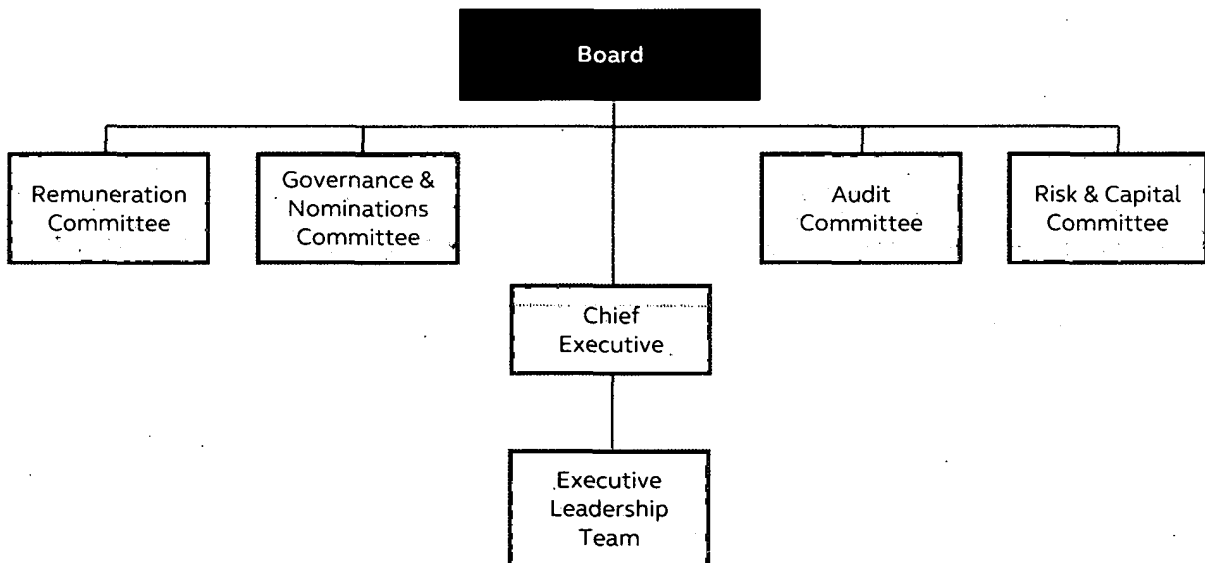 Board
Remuneration
Committee
Governance &
Nominations
Committee
Audit
Committee
Risk & Capital
Committee
Chief
Executive
Executive
Leadership
Team